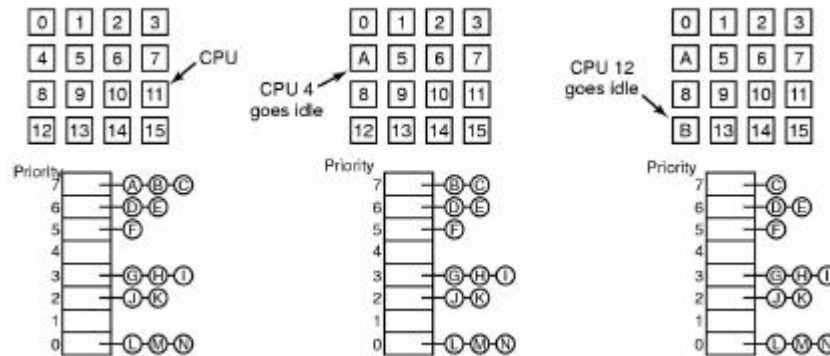 0 1 2 3
4 5 6 7
8 9 10 11
12 13 14 15
CPU
Priority
7 A B C
6 D E
5 F
4
3 G H I
2 J K
1
0 L M N
0 1 2 3
A 5 6 7
8 9 10 11
12 13 14 15
CPU 4
goes idle
Priority
7 B C
6 D E
5 F
4
3 G H I
2 J K
1
0 L M N
0 1 2 3
A 5 6 7
8 9 10 11
B 13 14 15
CPU 12
goes idle
Priority
7 C
6 D E
5 F
4
3 G H I
2 J K
1
0 L M N